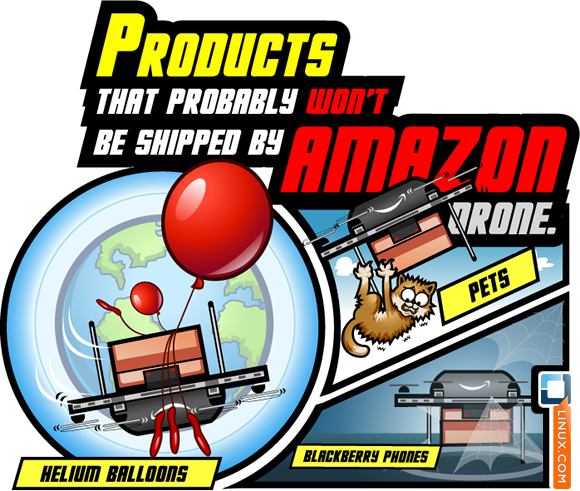 PRODUCTS
THAT PROBABLY WON'T
BE SHIPPED BY AMAZON
DRONE.
PETS
HELIUM BALLOONS
BLACKBERRY PHONES
LINUX.COM